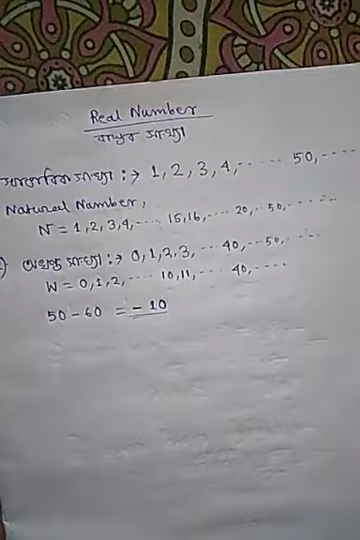 Real Number
বাস্তব সংখ্যা
স্বাভাবিক সংখ্যা :→ 1, 2, 3, 4, ..... 50, ....
Natural Number,
N = 1, 2, 3, 4, .... 15, 16, .... 20, .. 50, ......
) অখণ্ড সংখ্যা :→ 0, 1, 2, 3, ... 40, ... 50, ....
W = 0, 1, 2, .... 10, 11, .... 40, ....
50 - 60 = - 10